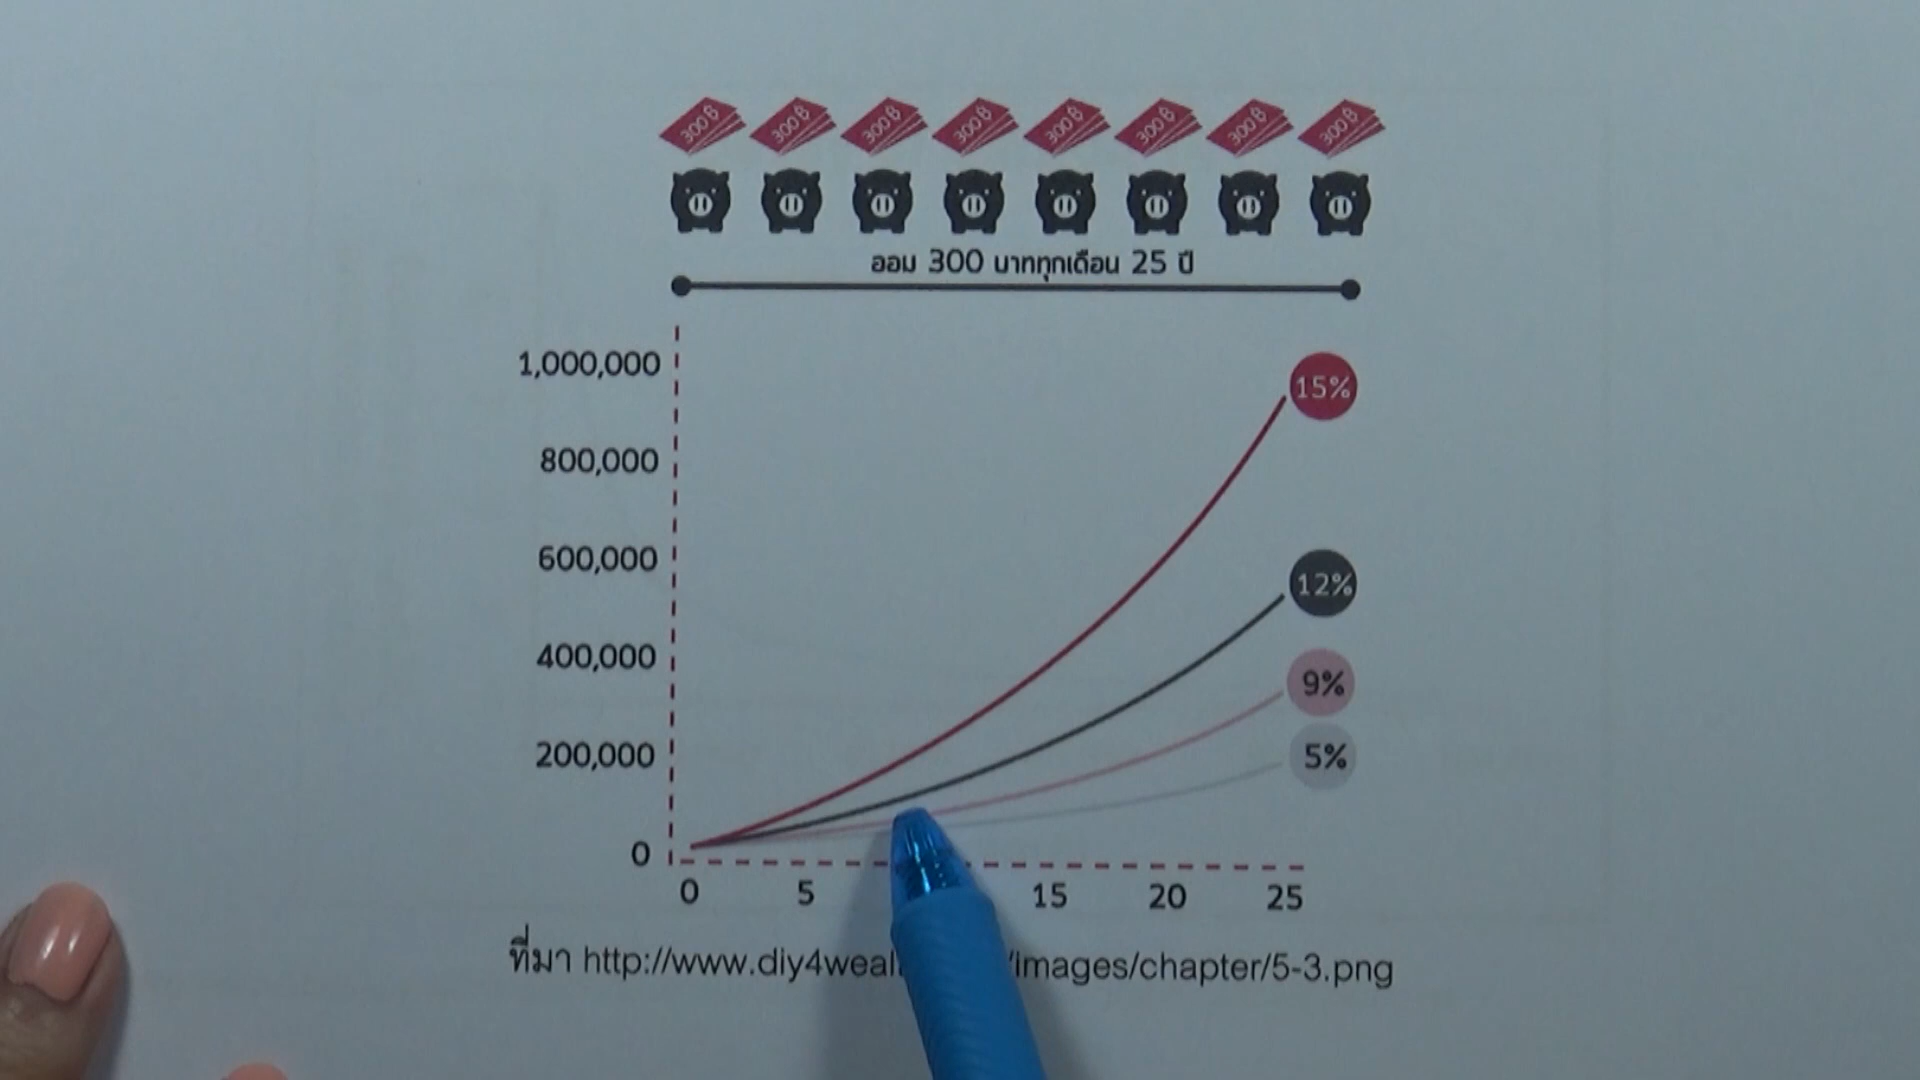 300 ฿ 300 ฿ 300 ฿ 300 ฿ 300 ฿ 300 ฿ 300 ฿ 300 ฿
ออม 300 บาททุกเดือน 25 ปี
1,000,000
15%
800,000
600,000
12%
400,000
9%
200,000
5%
0
0 5 15 20 25
ที่มา http://www.diy4weal /images/chapter/5-3.png